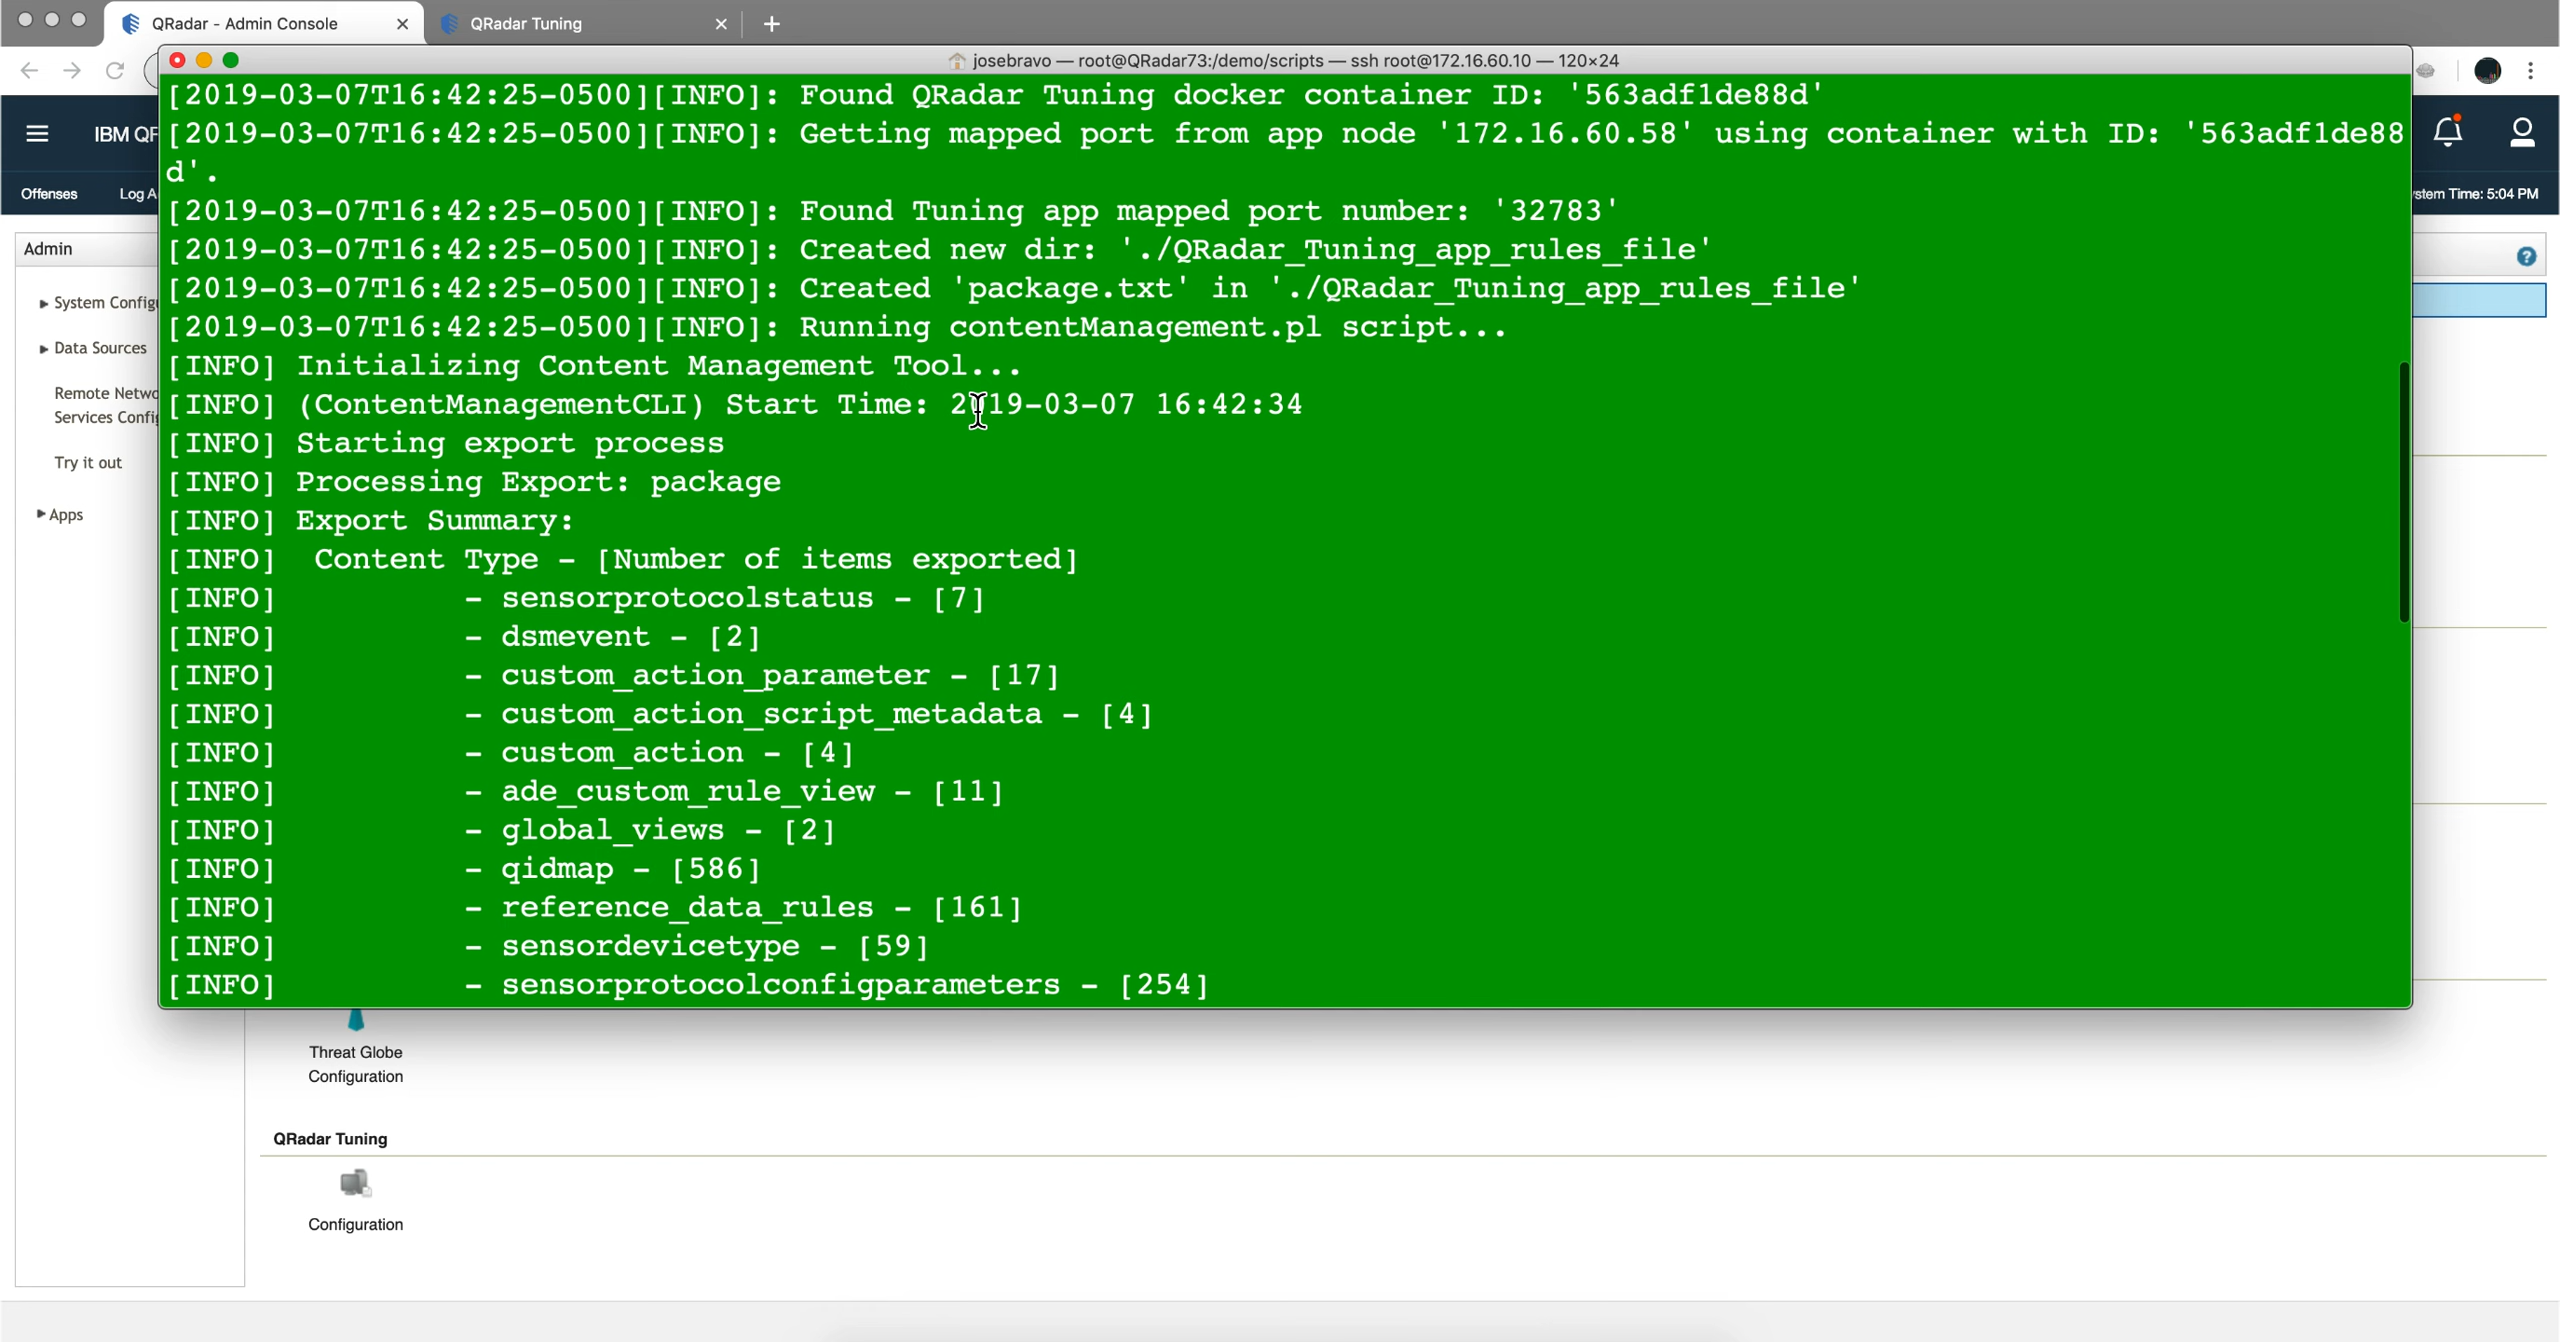 QRadar - Admin Console
QRadar Tuning
josebravo — root@QRadar73:/demo/scripts — ssh root@172.16.60.10 — 120×24
IBM QF
Offenses
Log A
stem Time: 5:04 PM
Admin
System Config
Data Sources
Remote Netwo
Services Config
Try it out
Apps
[2019-03-07T16:42:25-0500][INFO]: Found QRadar Tuning docker container ID: '563adf1de88d'
[2019-03-07T16:42:25-0500][INFO]: Getting mapped port from app node '172.16.60.58' using container with ID: '563adf1de88
d'.
[2019-03-07T16:42:25-0500][INFO]: Found Tuning app mapped port number: '32783'
[2019-03-07T16:42:25-0500][INFO]: Created new dir: './QRadar_Tuning_app_rules_file'
[2019-03-07T16:42:25-0500][INFO]: Created 'package.txt' in './QRadar_Tuning_app_rules_file'
[2019-03-07T16:42:25-0500][INFO]: Running contentManagement.pl script...
[INFO] Initializing Content Management Tool...
[INFO] (ContentManagementCLI) Start Time: 2019-03-07 16:42:34
[INFO] Starting export process
[INFO] Processing Export: package
[INFO] Export Summary:
[INFO]  Content Type - [Number of items exported]
[INFO]          - sensorprotocolstatus - [7]
[INFO]          - dsmevent - [2]
[INFO]          - custom_action_parameter - [17]
[INFO]          - custom_action_script_metadata - [4]
[INFO]          - custom_action - [4]
[INFO]          - ade_custom_rule_view - [11]
[INFO]          - global_views - [2]
[INFO]          - qidmap - [586]
[INFO]          - reference_data_rules - [161]
[INFO]          - sensordevicetype - [59]
[INFO]          - sensorprotocolconfigparameters - [254]
Threat Globe
Configuration
QRadar Tuning
Configuration